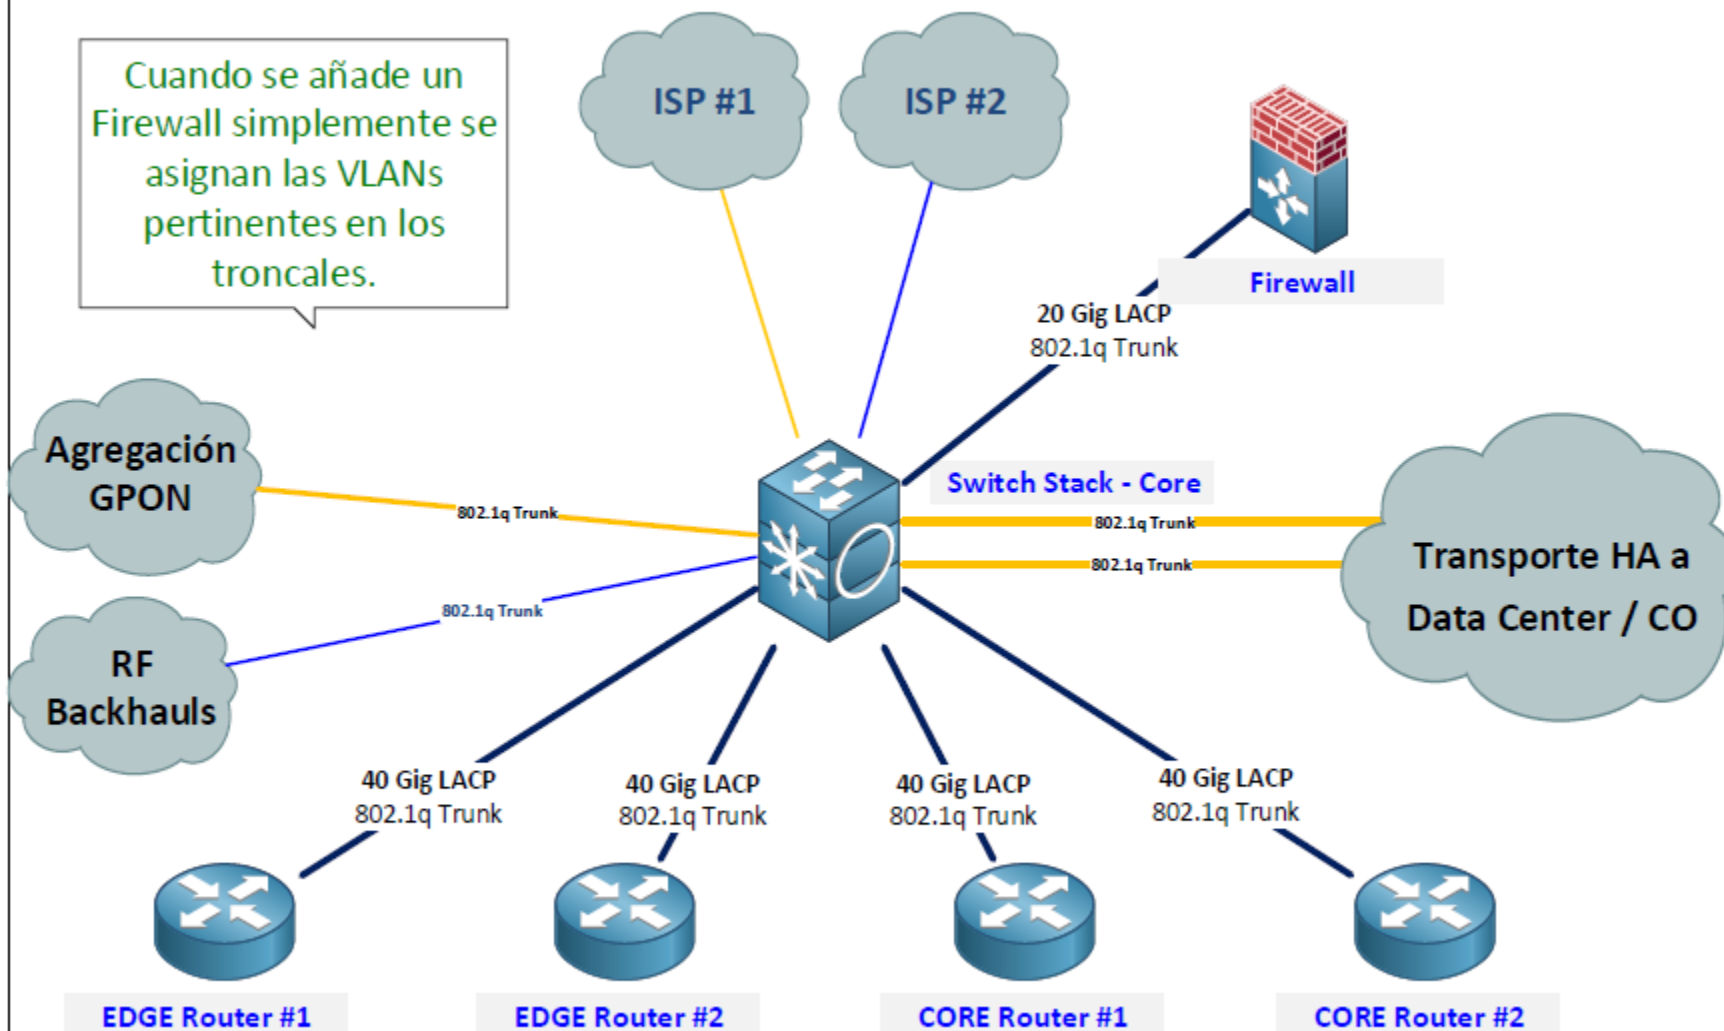 Cuando se añade un
Firewall simplemente se
asignan las VLANs
pertinentes en los
troncales.
ISP #1
ISP #2
Firewall
20 Gig LACP
802.1q Trunk
Agregación
GPON
802.1q Trunk
Switch Stack - Core
802.1q Trunk
802.1q Trunk
Transporte HA a
Data Center / CO
802.1q Trunk
RF
Backhauls
40 Gig LACP
802.1q Trunk
40 Gig LACP
802.1q Trunk
40 Gig LACP
802.1q Trunk
40 Gig LACP
802.1q Trunk
EDGE Router #1
EDGE Router #2
CORE Router #1
CORE Router #2